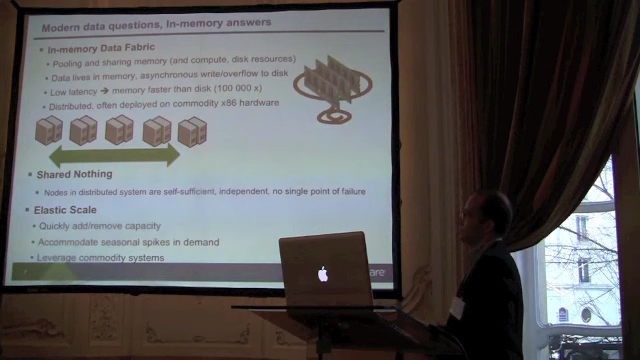 Modern data questions, In-memory answers
▪ In-memory Data Fabric
• Pooling and sharing memory (and compute, disk resources)
• Data lives in memory, asynchronous write/overflow to disk
• Low latency ➔ memory faster than disk (100 000 x)
• Distributed, often deployed on commodity x86 hardware
▪ Shared Nothing
• Nodes in distributed system are self-sufficient, independent, no single point of failure
▪ Elastic Scale
• Quickly add/remove capacity
• Accommodate seasonal spikes in demand
• Leverage commodity systems